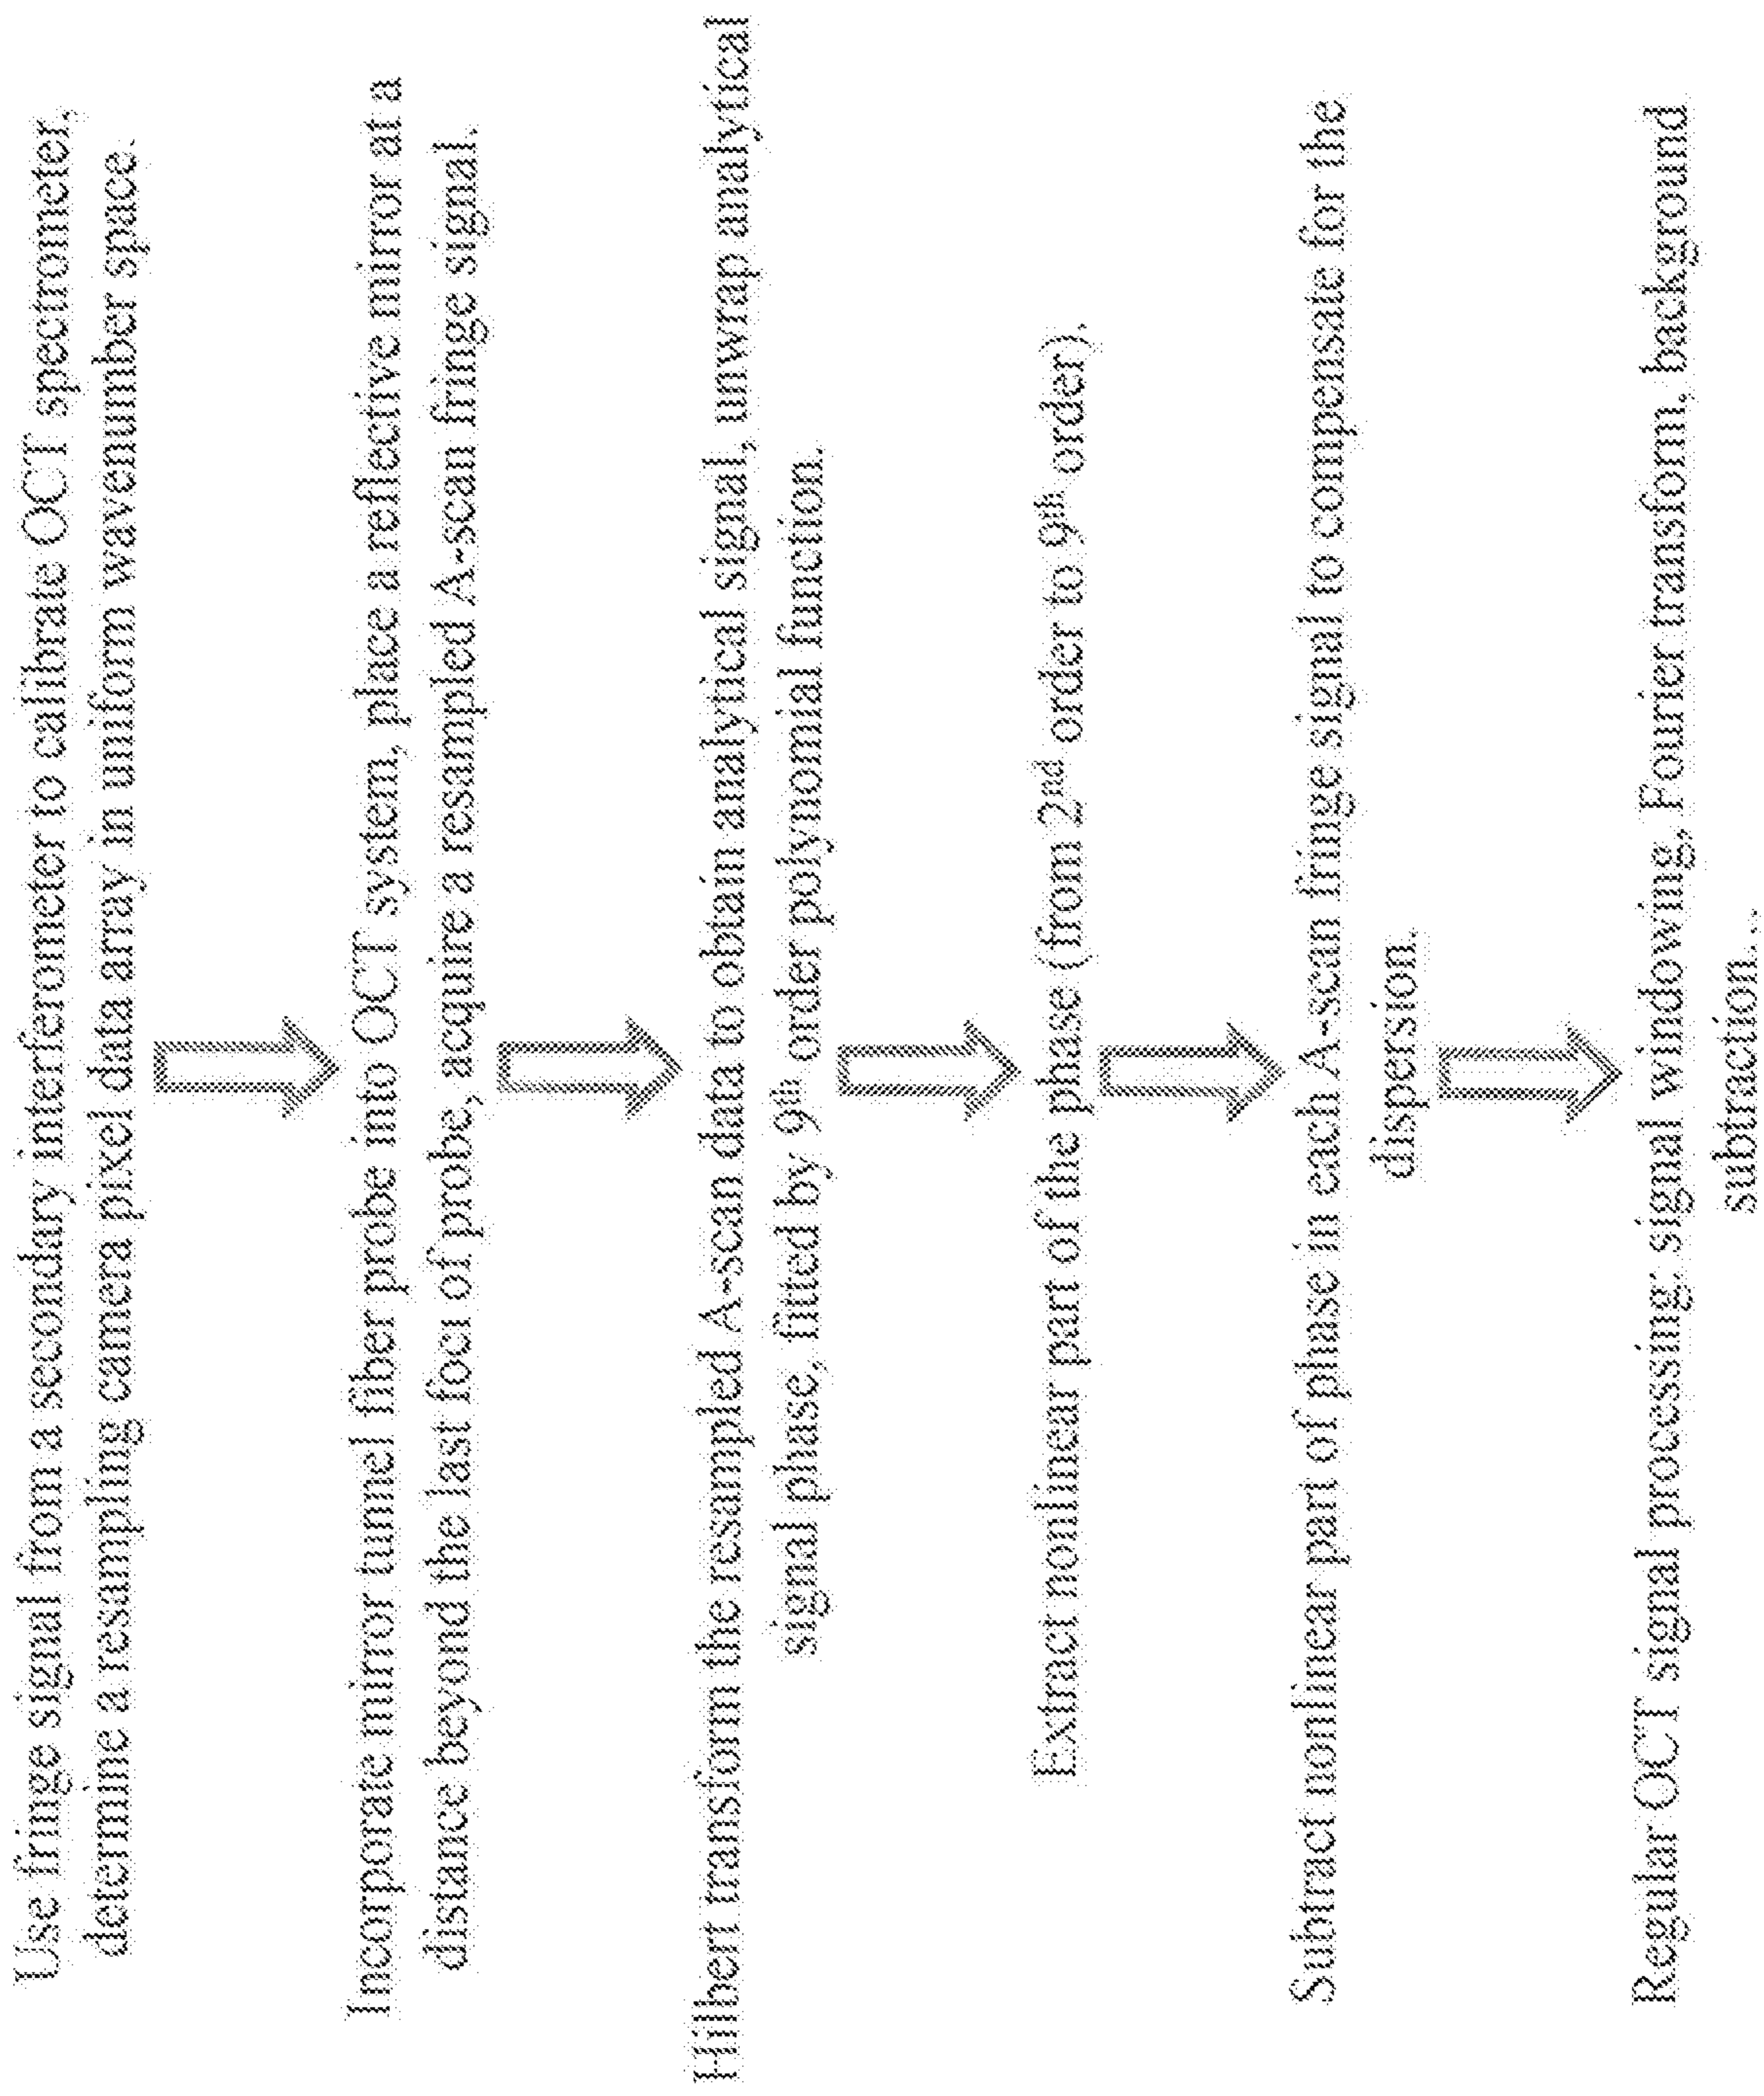 Use fringe signal from a secondary interferometer to calibrate OCT spectrometer,
determine a resampling camera pixel data array in uniform wavenumber space.
Incorporate mirror tunnel fiber probe into OCT system, place a reflective mirror at a
distance beyond the last foci of probe, acquire a resampled A-scan fringe signal.
Hilbert transform the resampled A-scan data to obtain analytical signal, unwrap analytical
signal phase, fitted by 9th order polynomial function.
Extract nonlinear part of the phase (from 2nd order to 9th order).
Subtract nonlinear part of phase in each A-scan fringe signal to compensate for the
dispersion.
Regular OCT signal processing: signal windowing, Fourier transform, background
subtraction...